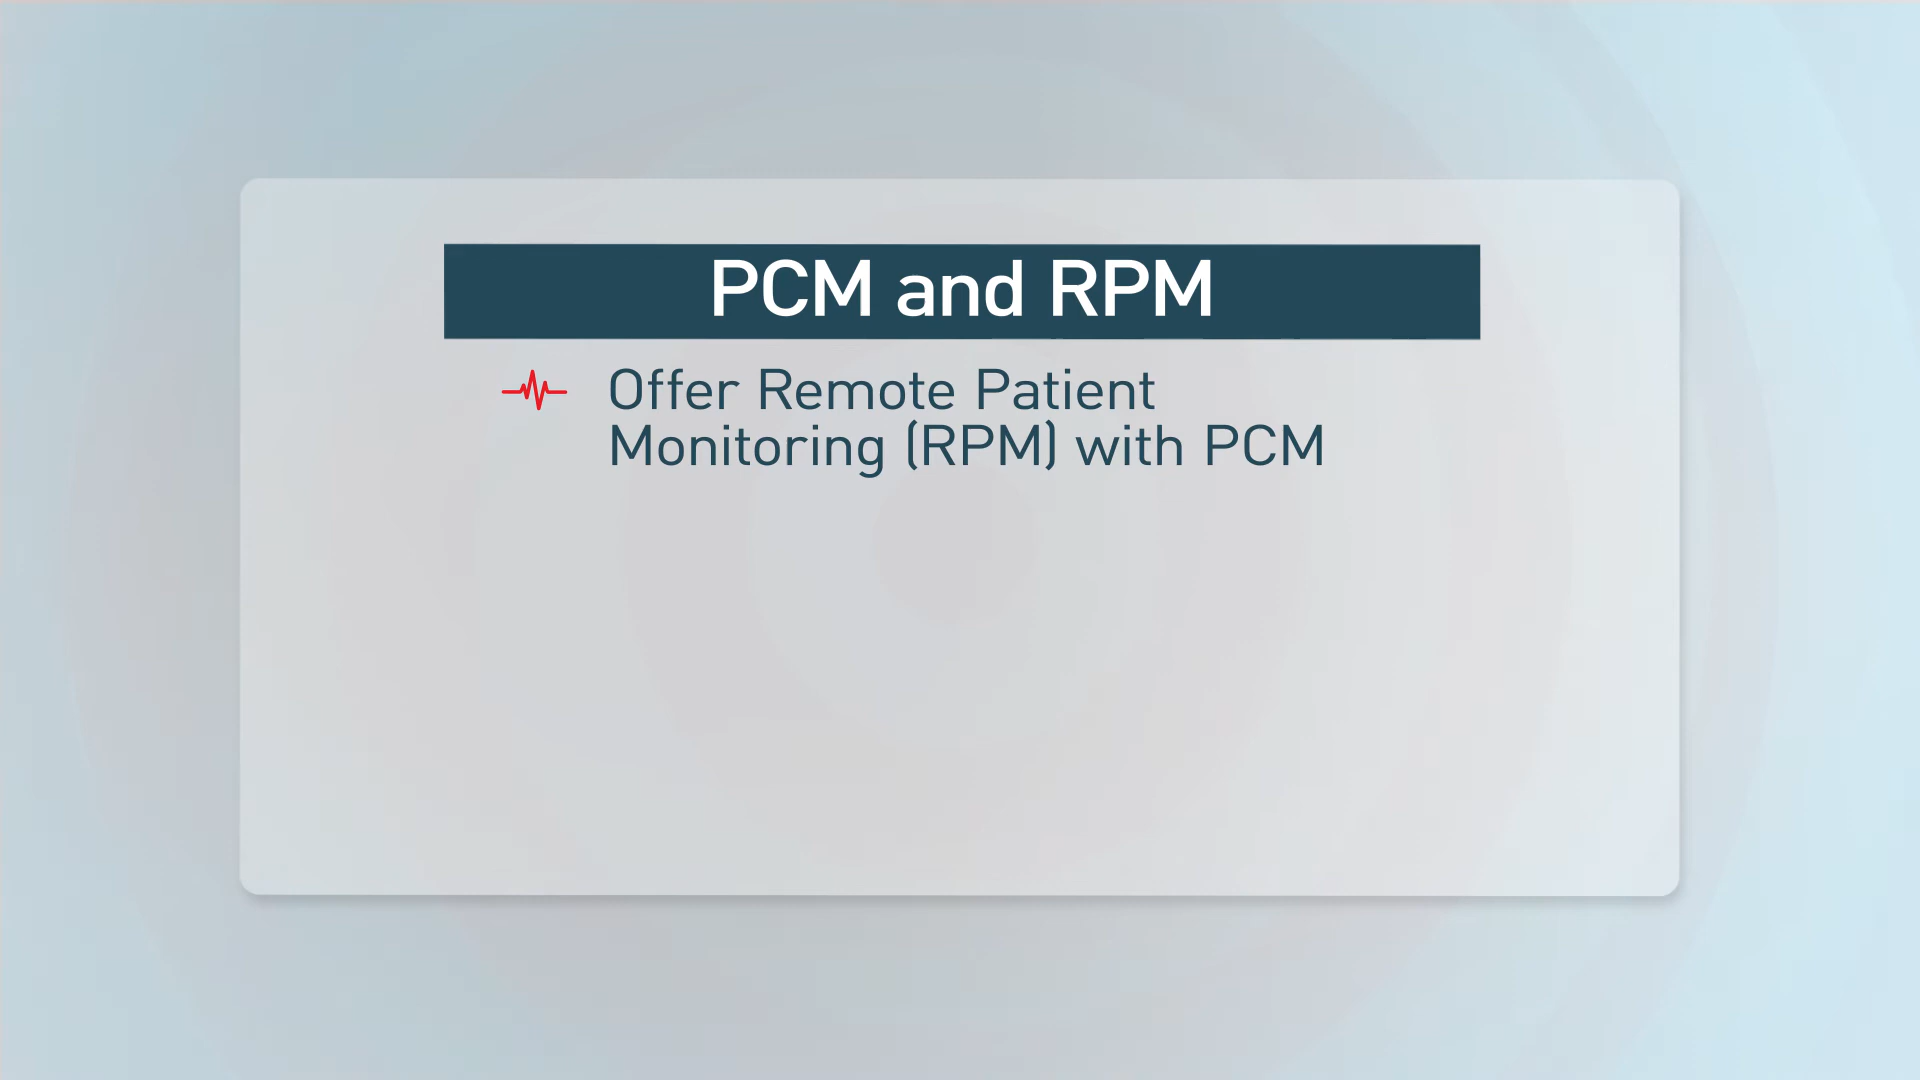 PCM and RPM
Offer Remote Patient
Monitoring (RPM) with PCM